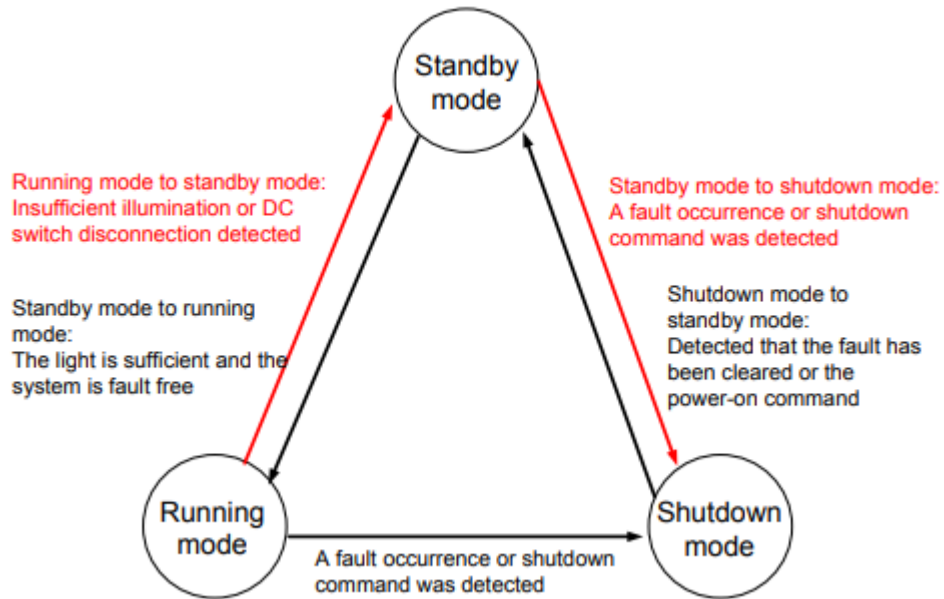 Standby
mode
Running mode to standby mode:
Insufficient illumination or DC
switch disconnection detected
Standby mode to shutdown mode:
A fault occurrence or shutdown
command was detected
Standby mode to running
mode:
The light is sufficient and the
system is fault free
Shutdown mode to
standby mode:
Detected that the fault has
been cleared or the
power-on command
Running
mode
Shutdown
mode
A fault occurrence or shutdown
command was detected